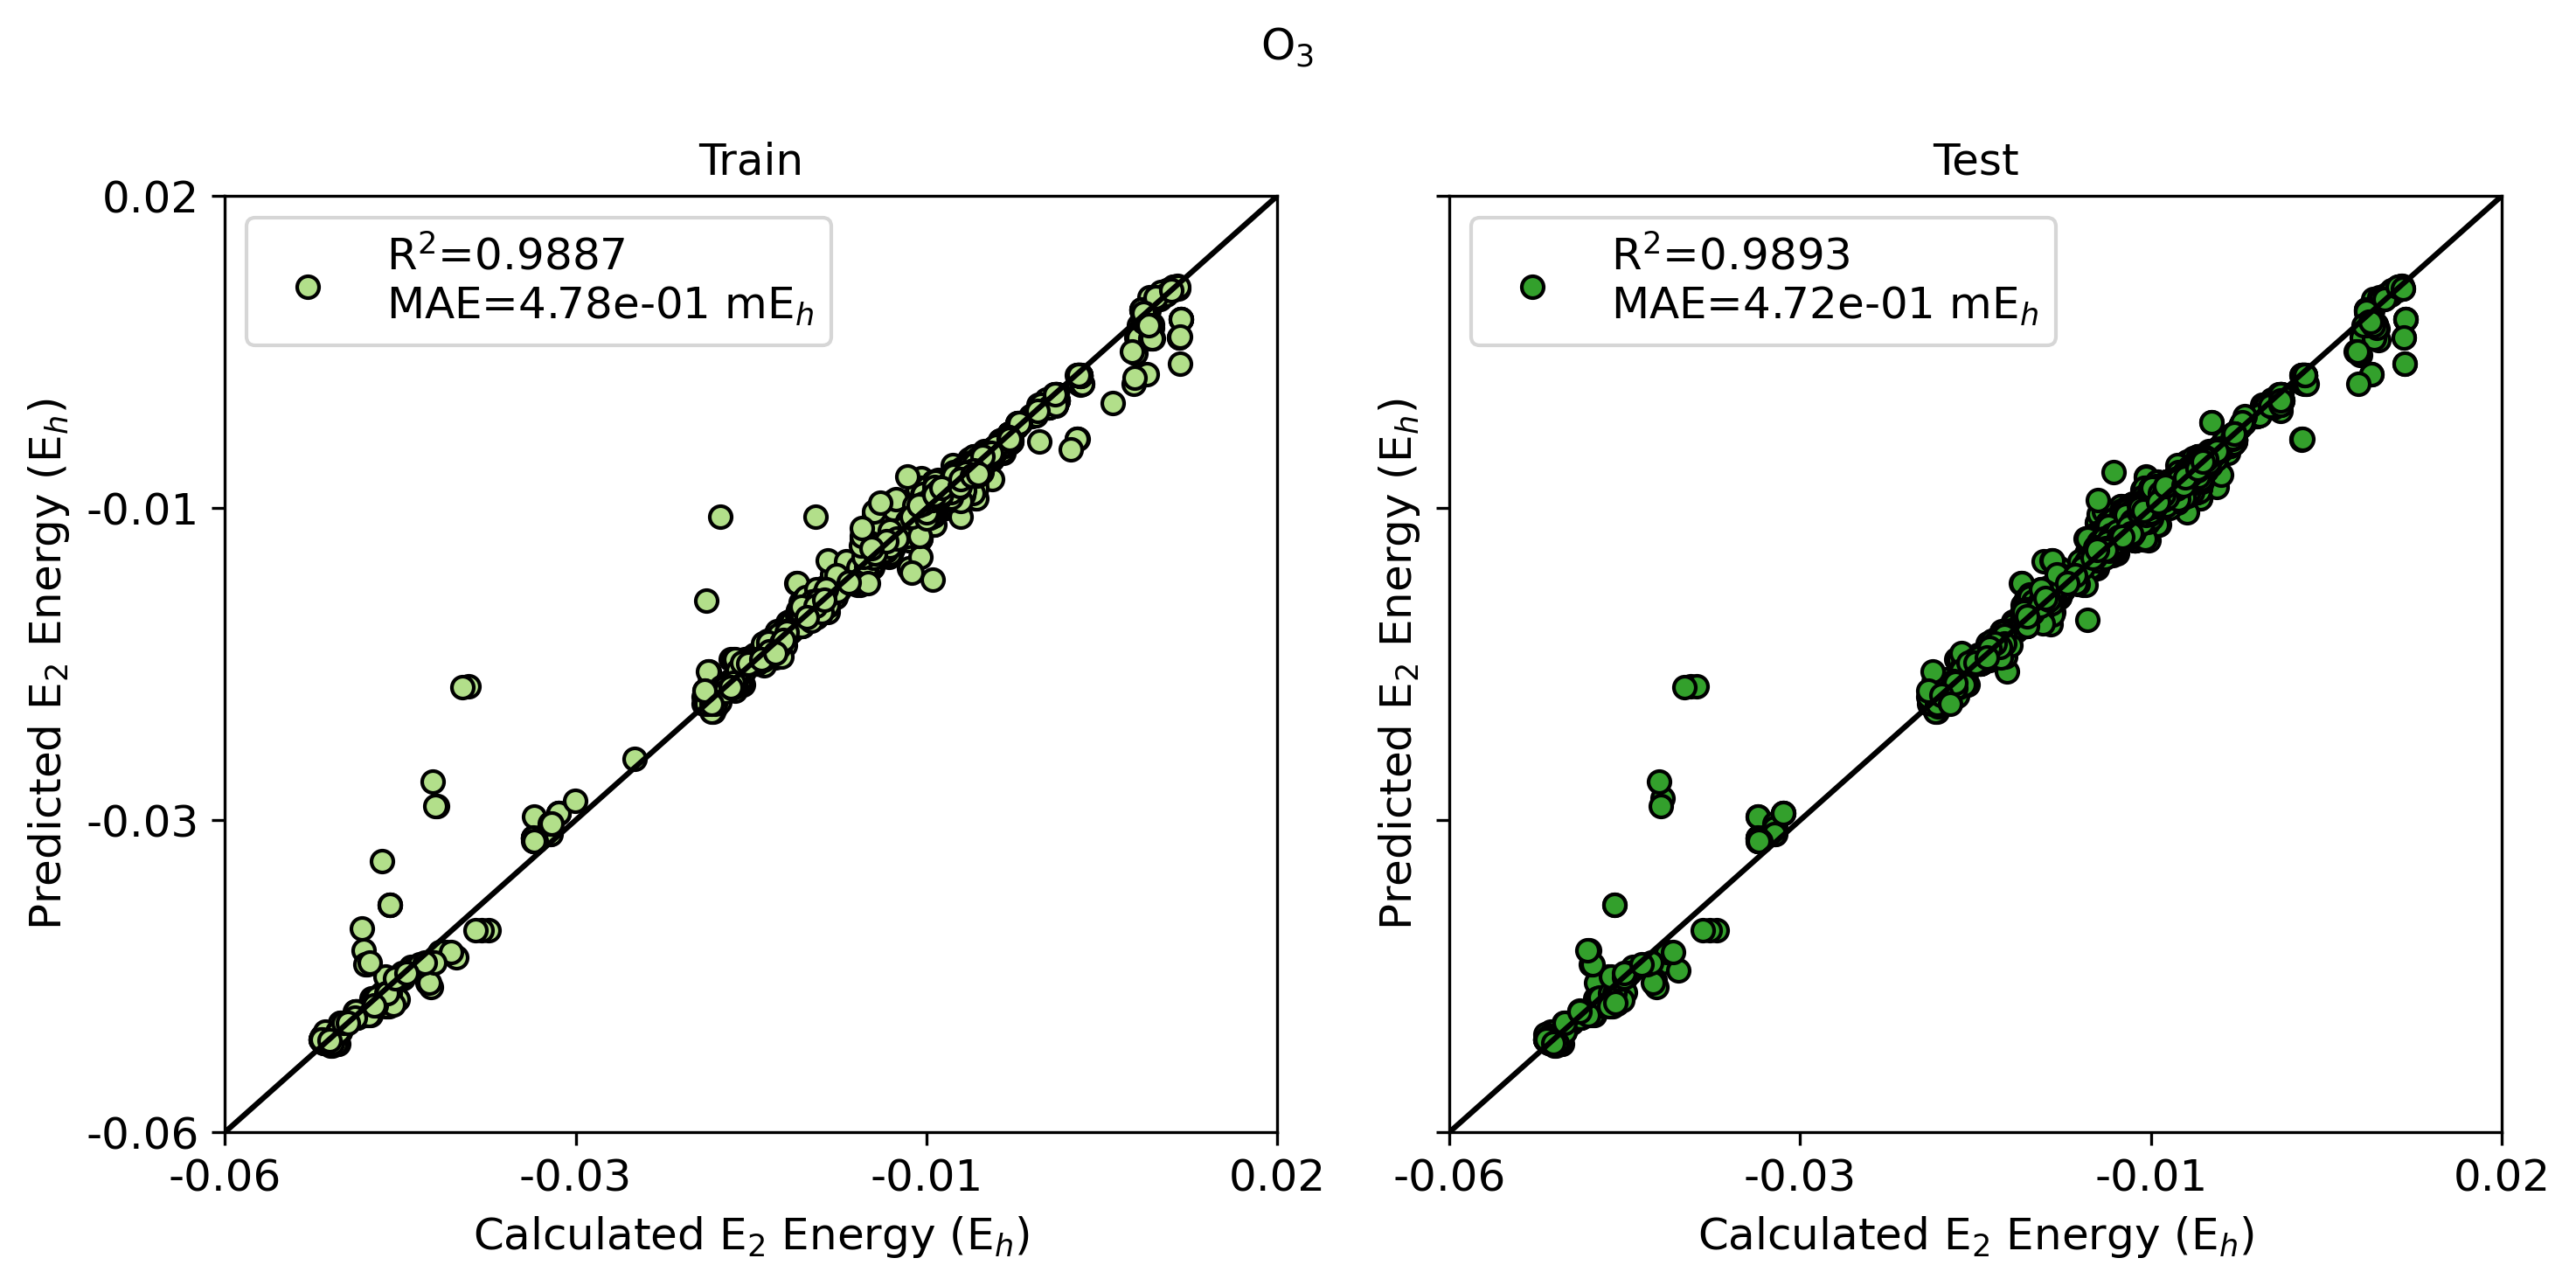 O₃
Train
Test
R²=0.9887
MAE=4.78e-01 mEₕ
R²=0.9893
MAE=4.72e-01 mEₕ
Predicted E₂ Energy (Eₕ)
0.02
-0.01
-0.03
-0.06
-0.06 -0.03 -0.01 0.02
Calculated E₂ Energy (Eₕ)
Predicted E₂ Energy (Eₕ)
-0.06 -0.03 -0.01 0.02
Calculated E₂ Energy (Eₕ)